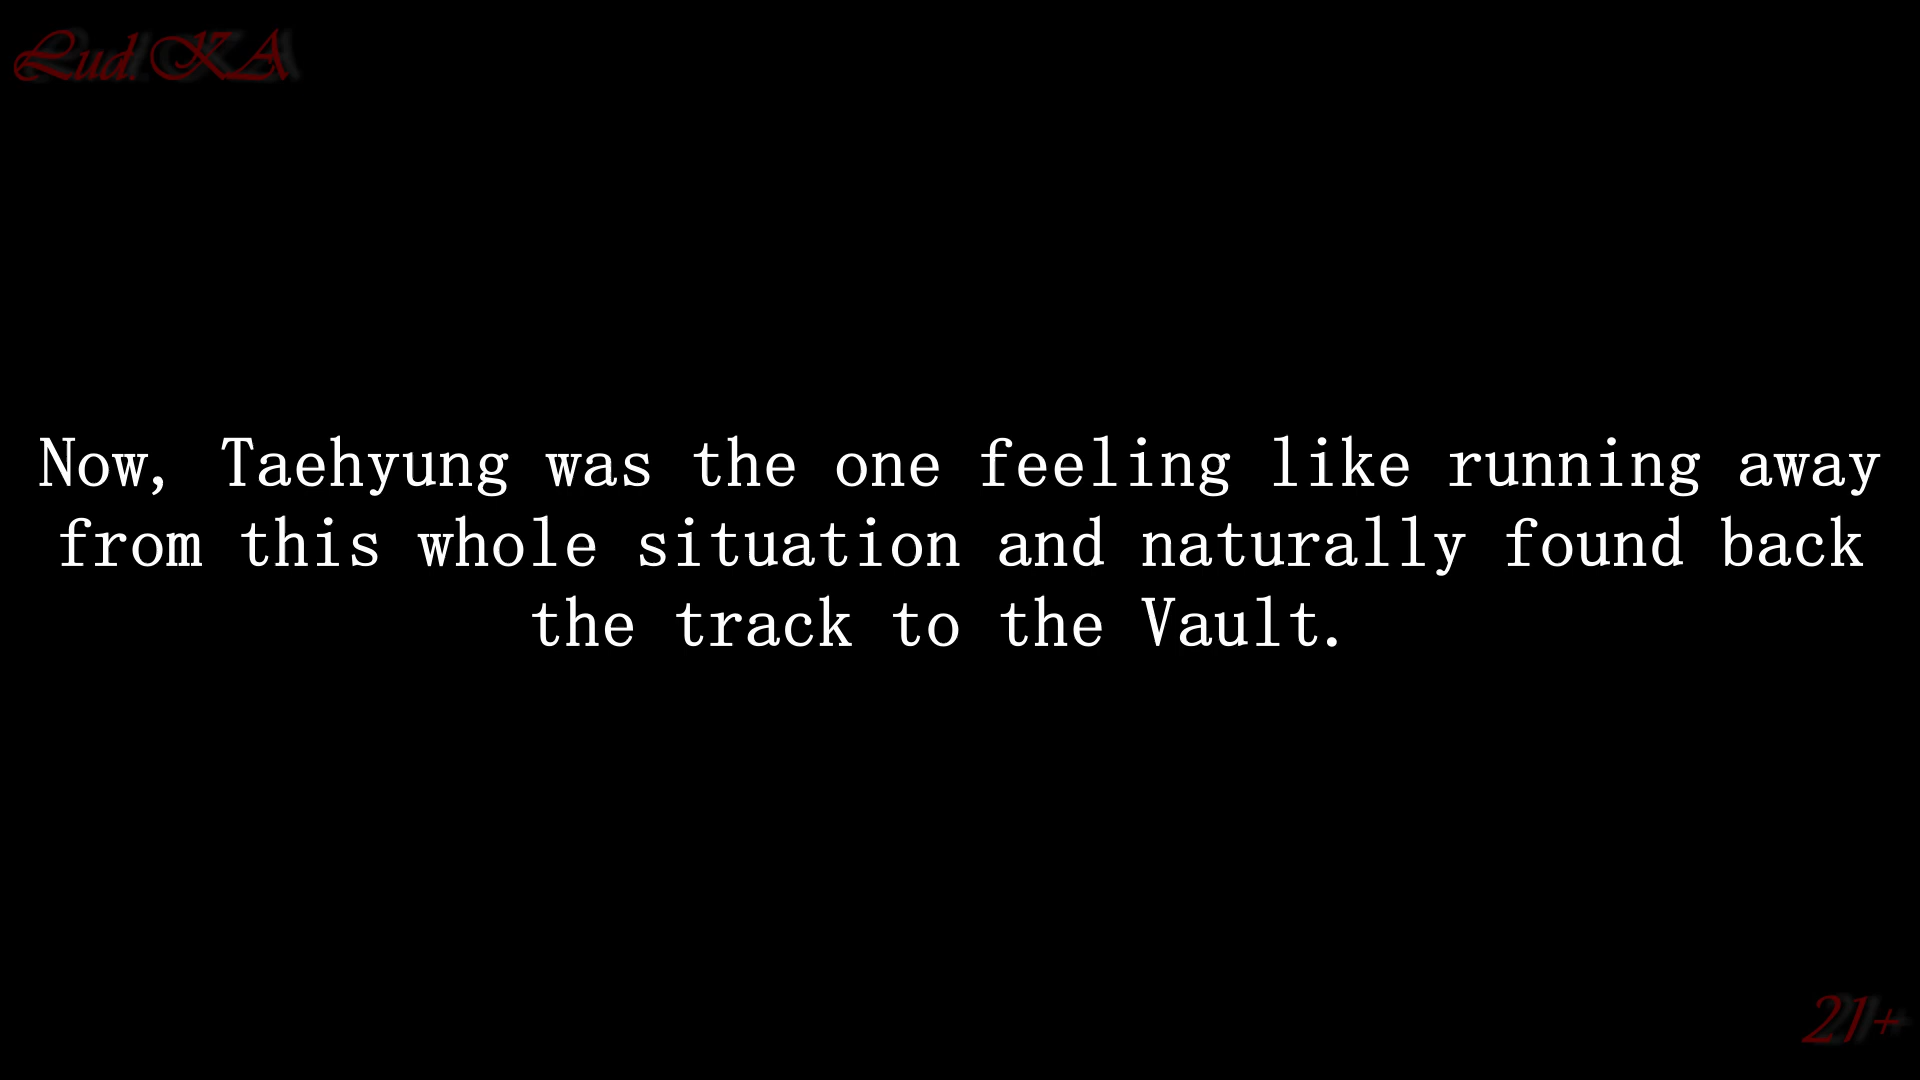 Lud.KA
Now, Taehyung was the one feeling like running away
from this whole situation and naturally found back
the track to the Vault.
21+